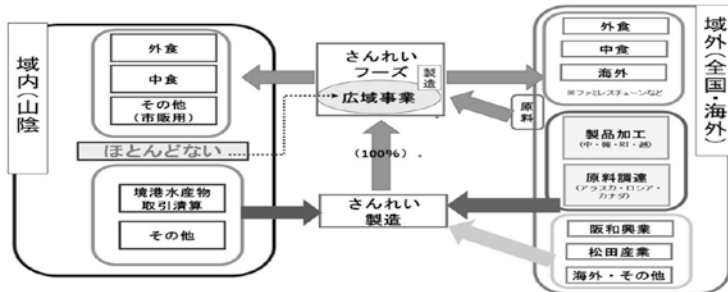 域内(山陰)
外食
中食
その他
(市販用)
ほとんどない
境港水産物
取引清算
その他
さんれい
フーズ
製造
広域事業
(100%).
さんれい
製造
原料
域外(全国・海外)
外食
中食
海外
※ファミレスチェーンなど
製品加工
(中・韓・RI・越)
原料調達
(アラスカ・ロシア・
カナダ)
阪和興業
松田産業
海外・その他